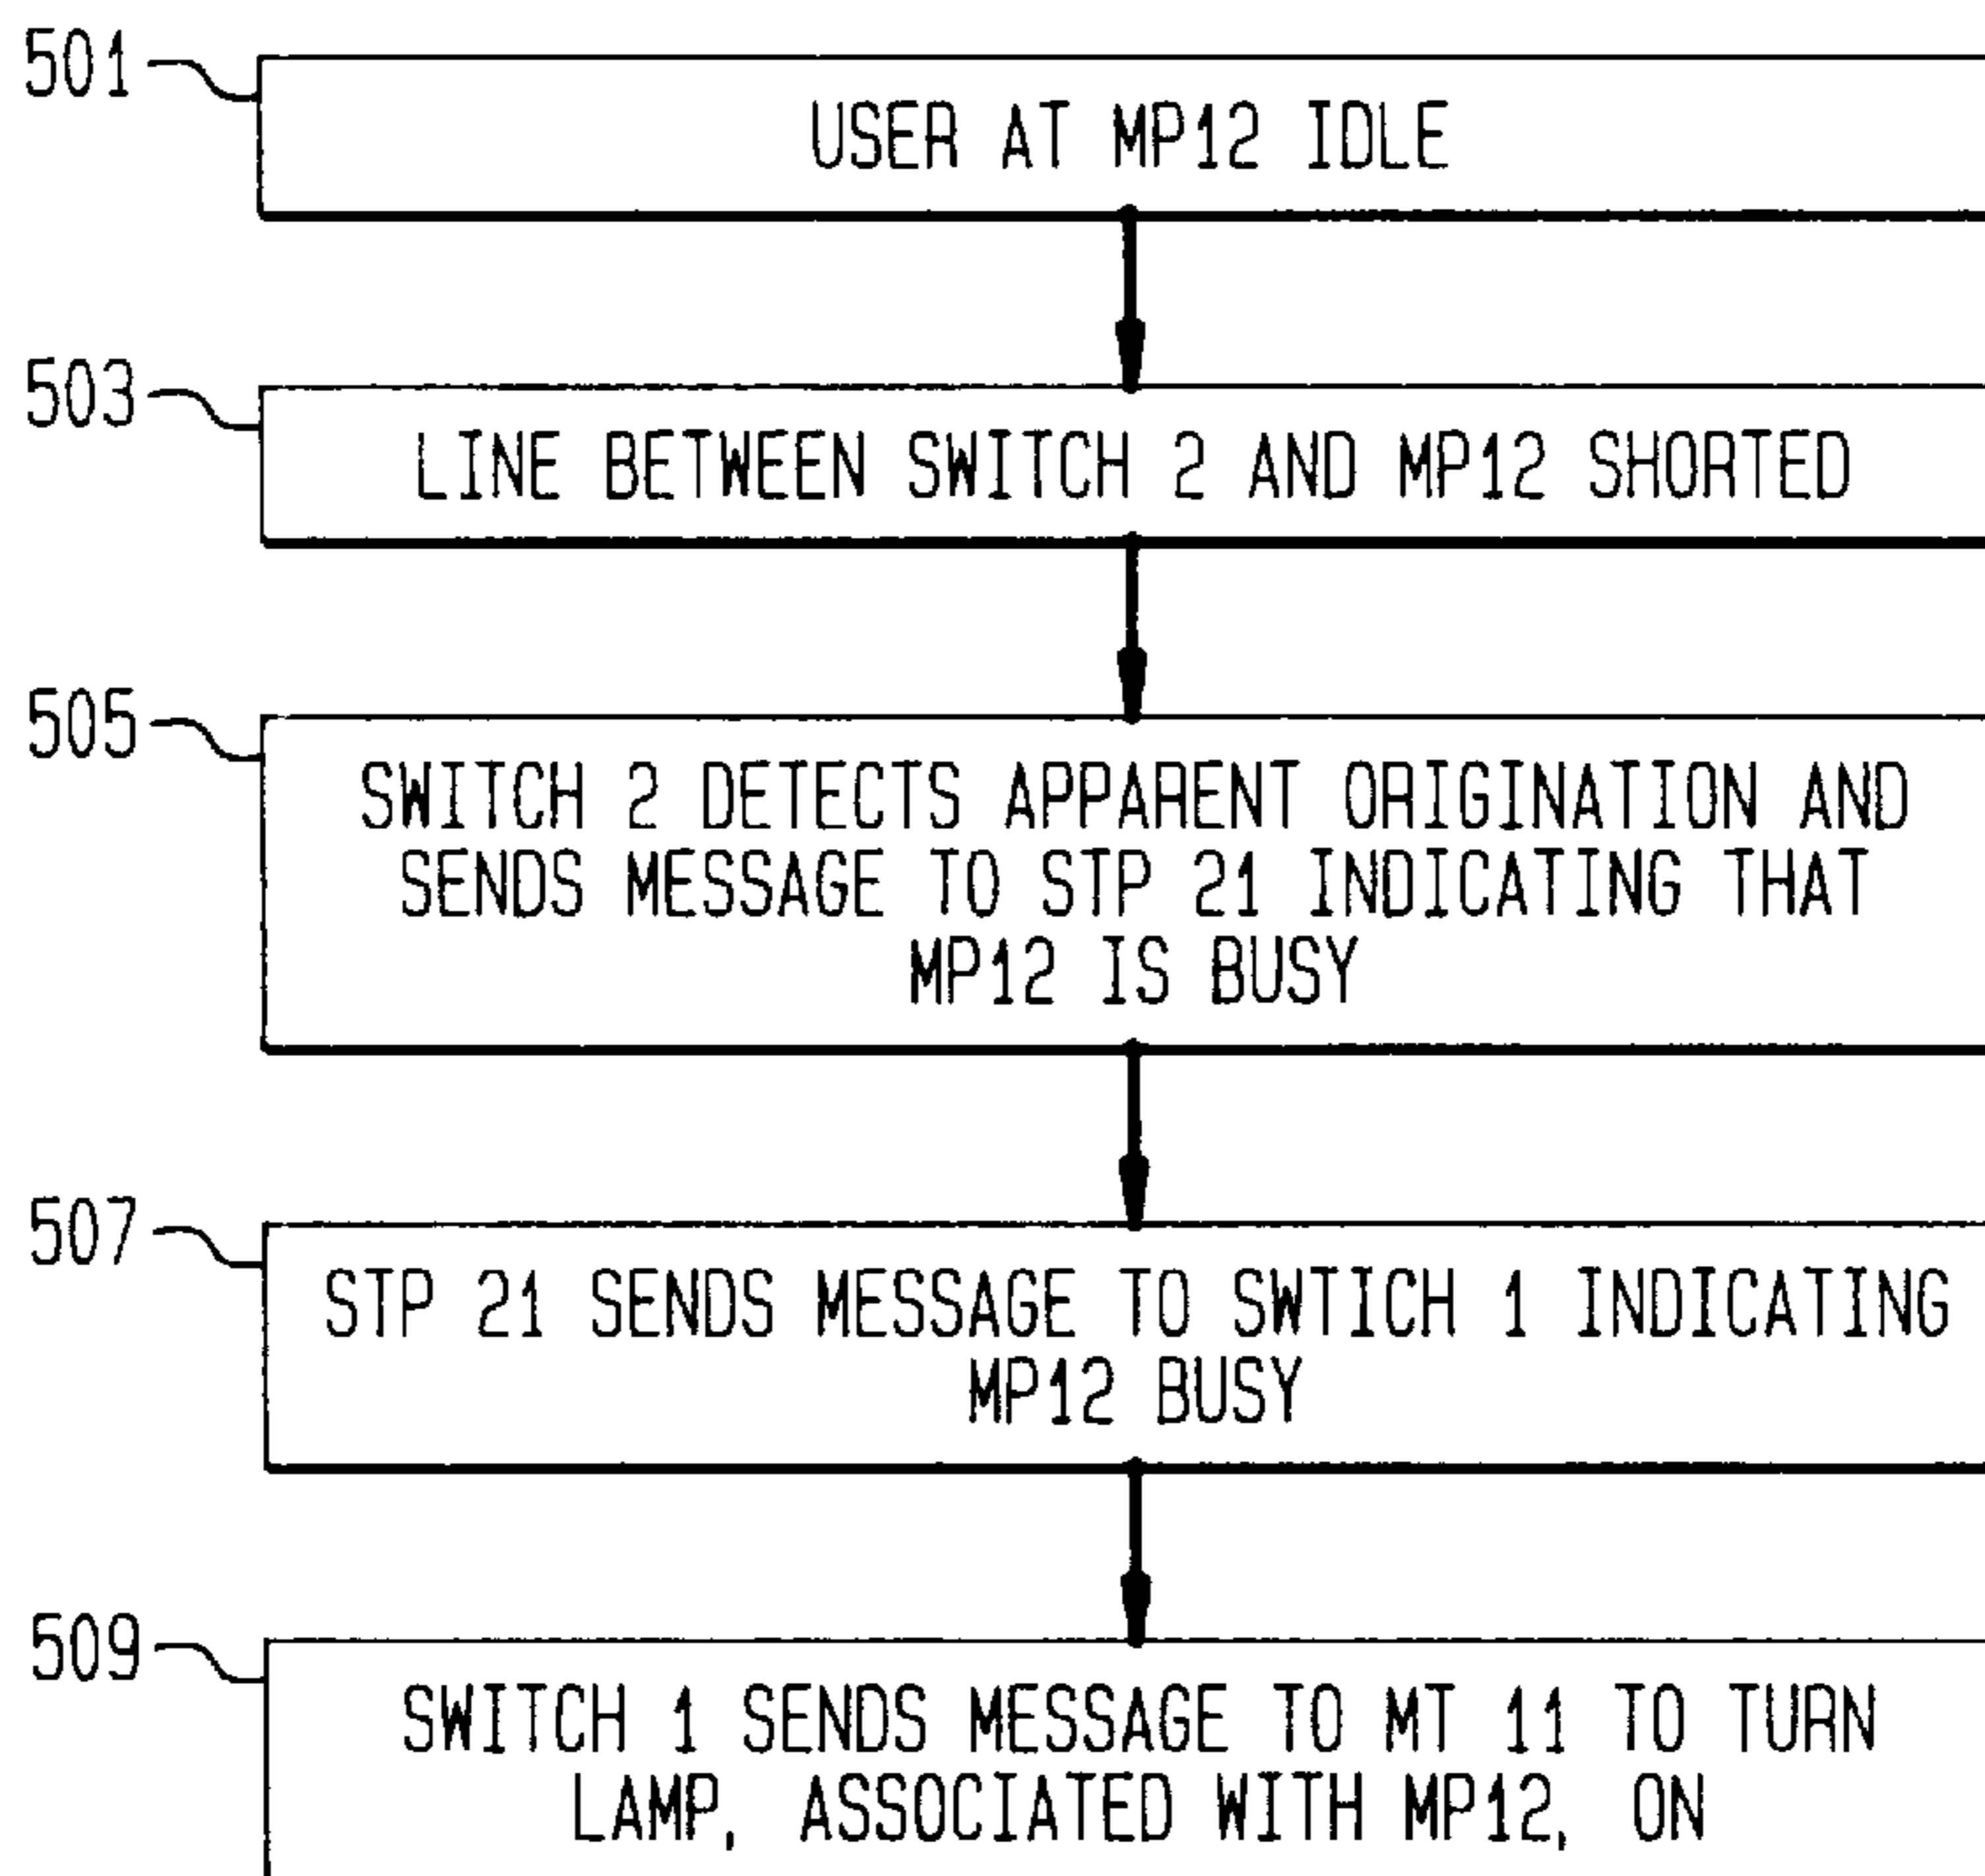 501
USER AT MP12 IDLE
503
LINE BETWEEN SWITCH 2 AND MP12 SHORTED
505
SWITCH 2 DETECTS APPARENT ORIGINATION AND
SENDS MESSAGE TO STP 21 INDICATING THAT
MP12 IS BUSY
507
STP 21 SENDS MESSAGE TO SWTICH 1 INDICATING
MP12 BUSY
509
SWITCH 1 SENDS MESSAGE TO MT 11 TO TURN
LAMP, ASSOCIATED WITH MP12, ON